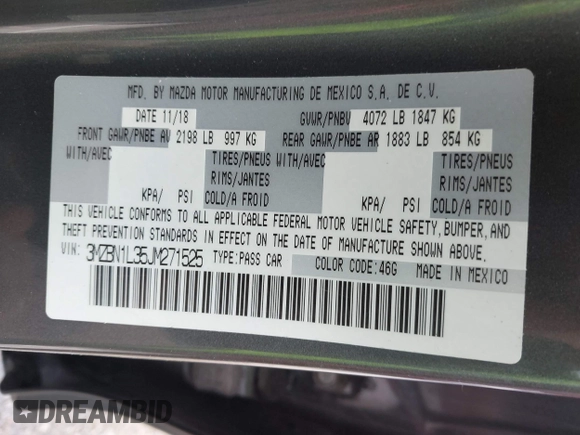 MFD. BY MAZDA MOTOR MANUFACTURING DE MEXICO S.A. DE C.V.
DATE 11/18 GVWR/PNBV 4072 LB 1847 KG
FRONT GAWR/PNBE AV 2198 LB 997 KG REAR GAWR/PNBE AR 1883 LB 854 KG
WITH/AVEC TIRES/PNEUS WITH/AVEC TIRES/PNEUS
RIMS/JANTES RIMS/JANTES
KPA/ PSI COLD/A FROID KPA/ PSI COLD/A FROID
THIS VEHICLE CONFORMS TO ALL APPLICABLE FEDERAL MOTOR VEHICLE SAFETY, BUMPER, AND
THEFT PREVENTION STANDARDS IN EFFECT ON THE DATE OF MANUFACTURE SHOWN ABOVE.
VIN: 3MZBN1L35JM271525 TYPE:PASS CAR COLOR CODE:46G MADE IN MEXICO
DREAMBID